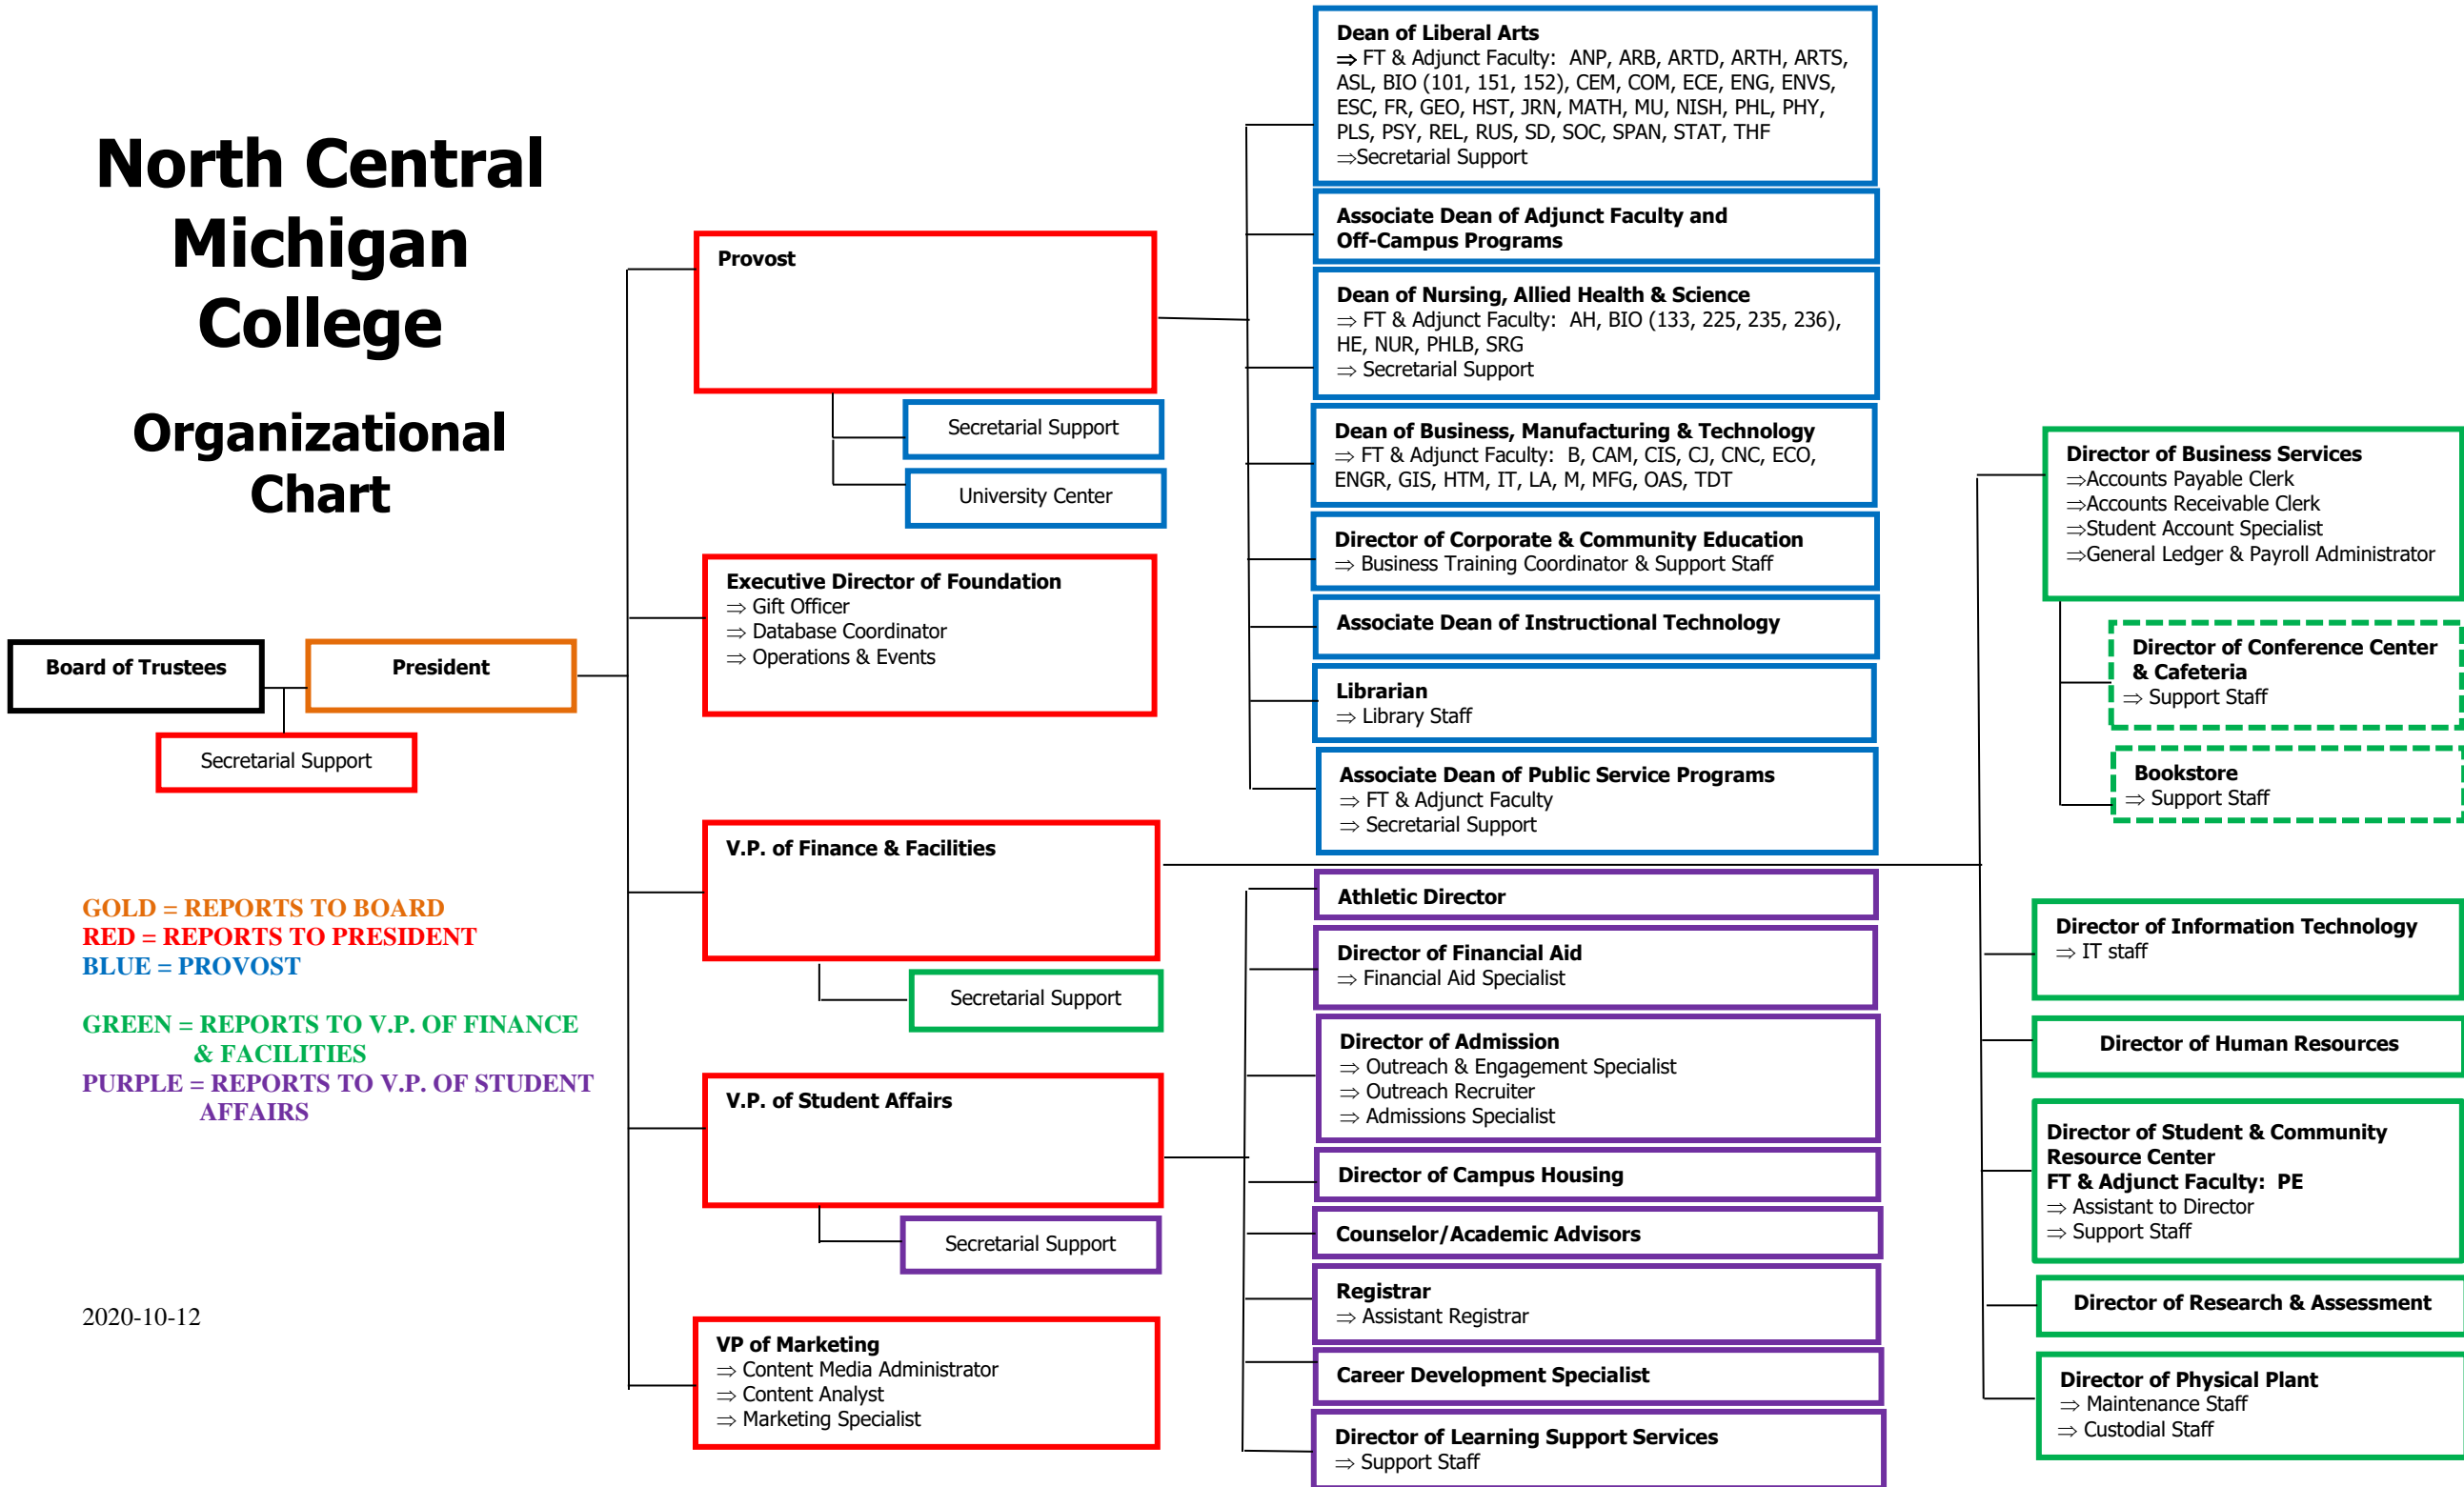 North Central
Michigan
College
Organizational
Chart
Board of Trustees
President
Secretarial Support
GOLD = REPORTS TO BOARD
RED = REPORTS TO PRESIDENT
BLUE = PROVOST
GREEN = REPORTS TO V.P. OF FINANCE
& FACILITIES
PURPLE = REPORTS TO V.P. OF STUDENT
AFFAIRS
2020-10-12
Provost
Secretarial Support
University Center
Executive Director of Foundation
⇒ Gift Officer
⇒ Database Coordinator
⇒ Operations & Events
V.P. of Finance & Facilities
Secretarial Support
V.P. of Student Affairs
Secretarial Support
VP of Marketing
⇒ Content Media Administrator
⇒ Content Analyst
⇒ Marketing Specialist
Dean of Liberal Arts
⇒ FT & Adjunct Faculty: ANP, ARB, ARTD, ARTH, ARTS,
ASL, BIO (101, 151, 152), CEM, COM, ECE, ENG, ENVS,
ESC, FR, GEO, HST, JRN, MATH, MU, NISH, PHL, PHY,
PLS, PSY, REL, RUS, SD, SOC, SPAN, STAT, THF
⇒Secretarial Support
Associate Dean of Adjunct Faculty and
Off-Campus Programs
Dean of Nursing, Allied Health & Science
⇒ FT & Adjunct Faculty: AH, BIO (133, 225, 235, 236),
HE, NUR, PHLB, SRG
⇒ Secretarial Support
Dean of Business, Manufacturing & Technology
⇒ FT & Adjunct Faculty: B, CAM, CIS, CJ, CNC, ECO,
ENGR, GIS, HTM, IT, LA, M, MFG, OAS, TDT
Director of Corporate & Community Education
⇒ Business Training Coordinator & Support Staff
Associate Dean of Instructional Technology
Librarian
⇒ Library Staff
Associate Dean of Public Service Programs
⇒ FT & Adjunct Faculty
⇒ Secretarial Support
Athletic Director
Director of Financial Aid
⇒ Financial Aid Specialist
Director of Admission
⇒ Outreach & Engagement Specialist
⇒ Outreach Recruiter
⇒ Admissions Specialist
Director of Campus Housing
Counselor/Academic Advisors
Registrar
⇒ Assistant Registrar
Career Development Specialist
Director of Learning Support Services
⇒ Support Staff
Director of Business Services
⇒Accounts Payable Clerk
⇒Accounts Receivable Clerk
⇒Student Account Specialist
⇒General Ledger & Payroll Administrator
Director of Conference Center
& Cafeteria
⇒ Support Staff
Bookstore
⇒ Support Staff
Director of Information Technology
⇒ IT staff
Director of Human Resources
Director of Student & Community
Resource Center
FT & Adjunct Faculty: PE
⇒ Assistant to Director
⇒ Support Staff
Director of Research & Assessment
Director of Physical Plant
⇒ Maintenance Staff
⇒ Custodial Staff